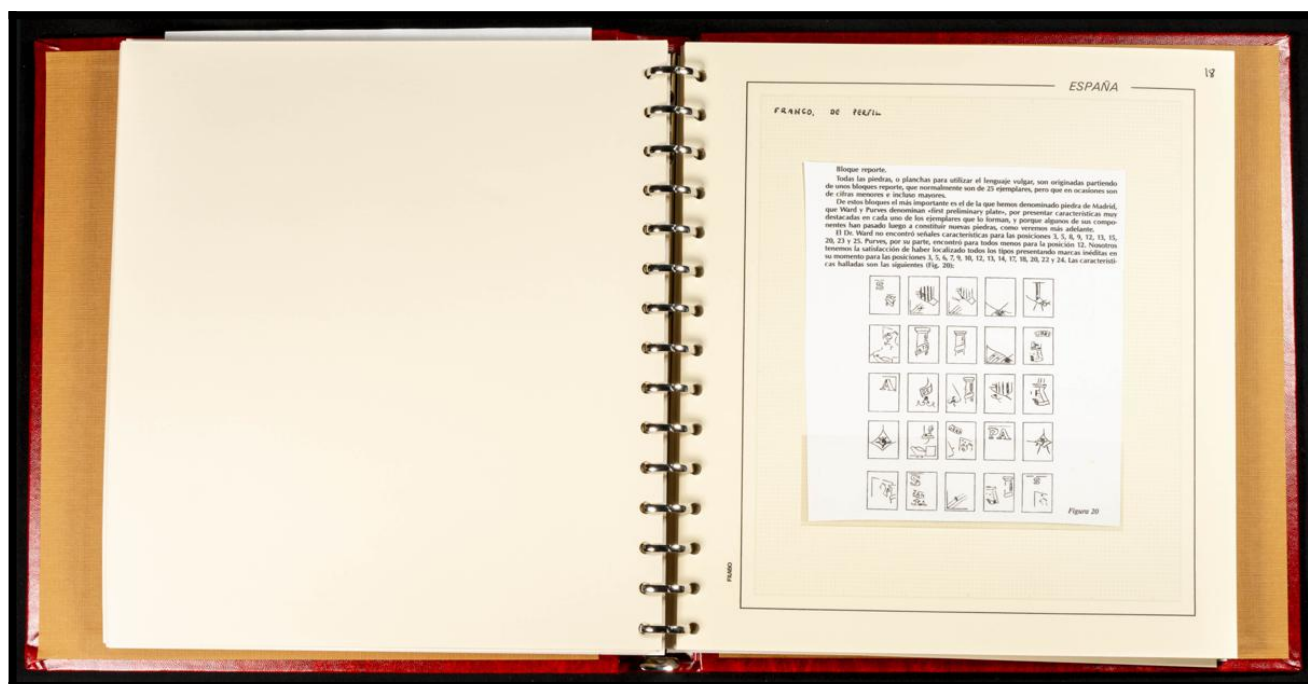 18
ESPAÑA
FRANCO, DE PERFIL
Bloque reporte.
Todas las piedras, o planchas para utilizar el lenguaje vulgar, son originadas partiendo
de unos bloques reporte, que normalmente son de 25 ejemplares, pero que en ocasiones son
de cifras menores e incluso mayores.
De estos bloques el más importante es el de la que hemos denominado piedra de Madrid,
que Ward y Purves denominan «first preliminary plate», por presentar características muy
destacadas en cada uno de los ejemplares que lo forman, y porque algunos de sus compo-
nentes han pasado luego a constituir nuevas piedras, como veremos más adelante.
El Dr. Ward no encontró señales características para las posiciones 3, 5, 8, 9, 12, 13, 15,
20, 23 y 25. Purves, por su parte, encontró para todos menos para la posición 12. Nosotros
tenemos la satisfacción de haber localizado todos los tipos presentando marcas inéditas en
su momento para las posiciones 3, 5, 6, 7, 9, 10, 12, 13, 14, 17, 18, 20, 22 y 24. Las característi-
cas halladas son las siguientes (Fig. 20):
A
PA
Figura 20
FILABO